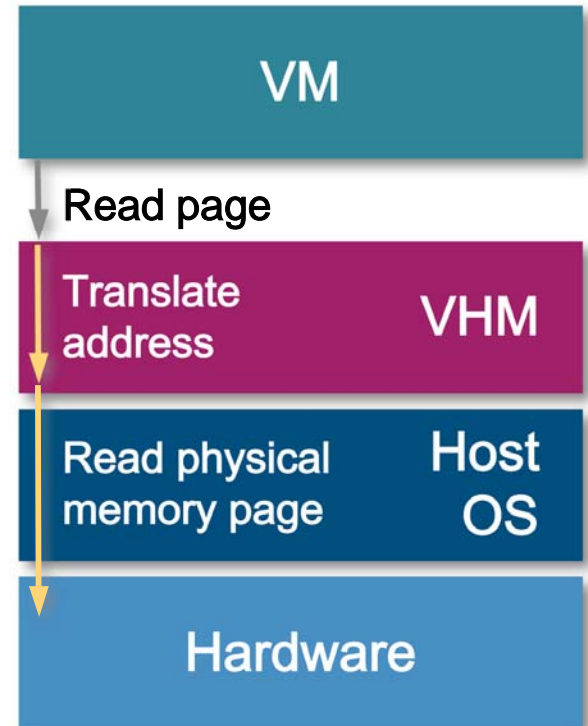 VM
Read page
Translate
address
VHM
Read physical
memory page
Host
OS
Hardware